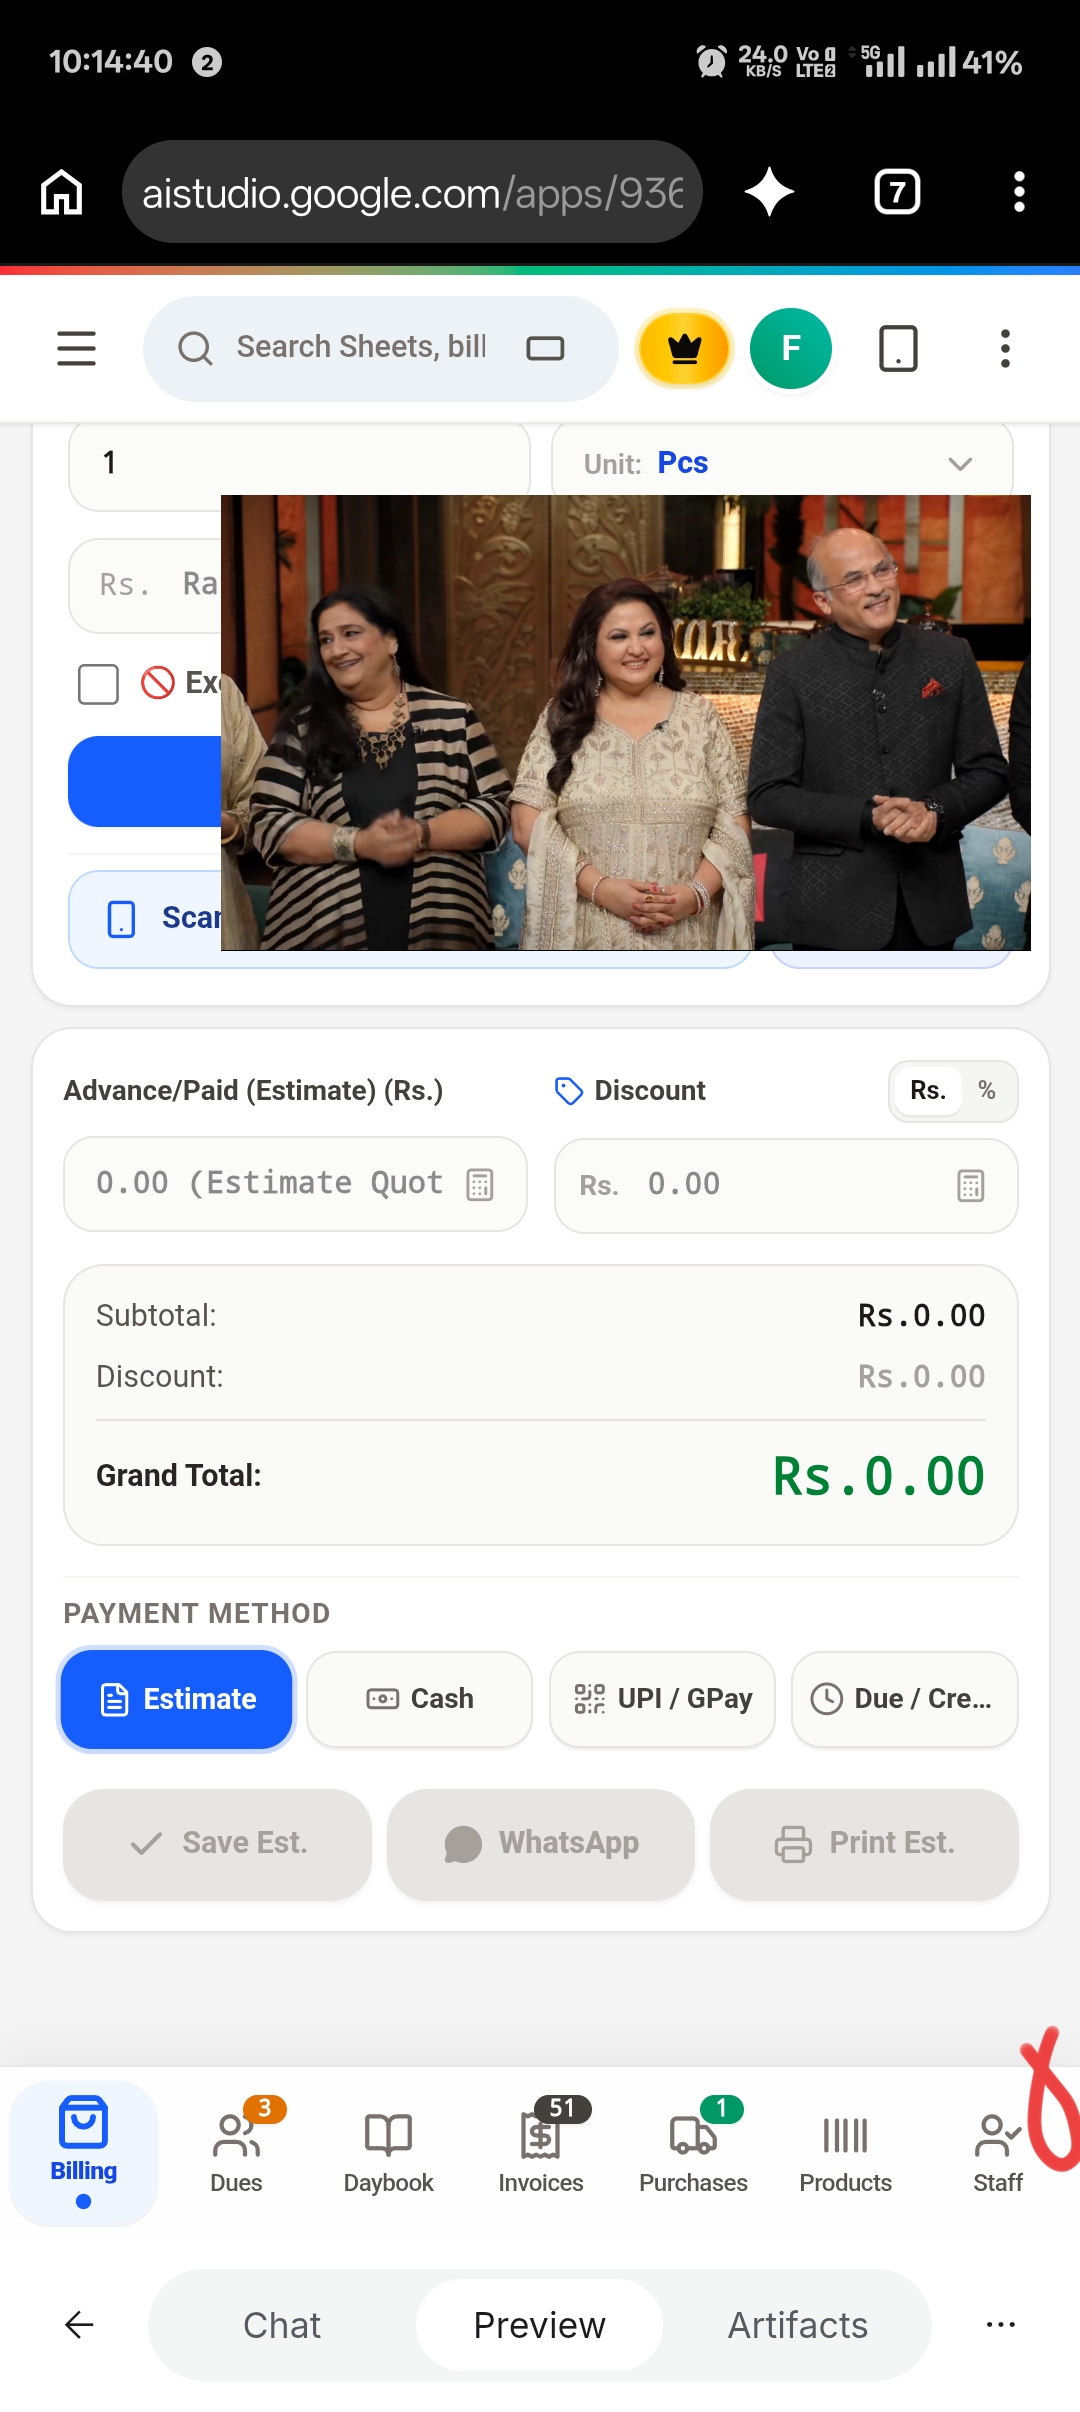 10:14:40 2 24.0 KB/S Vo 1 LTE2 5G 41%
aistudio.google.com/apps/936 7
Search Sheets, bill F
1 Unit: Pcs
Rs. Ra
Exc
Scan
Advance/Paid (Estimate) (Rs.) Discount Rs. %
0.00 (Estimate Quot Rs. 0.00
Subtotal: Rs.0.00
Discount: Rs.0.00
Grand Total: Rs.0.00
PAYMENT METHOD
Estimate Cash UPI / GPay Due / Cre...
Save Est. WhatsApp Print Est.
3 51 1
Billing Dues Daybook Invoices Purchases Products Staff
Chat Preview Artifacts